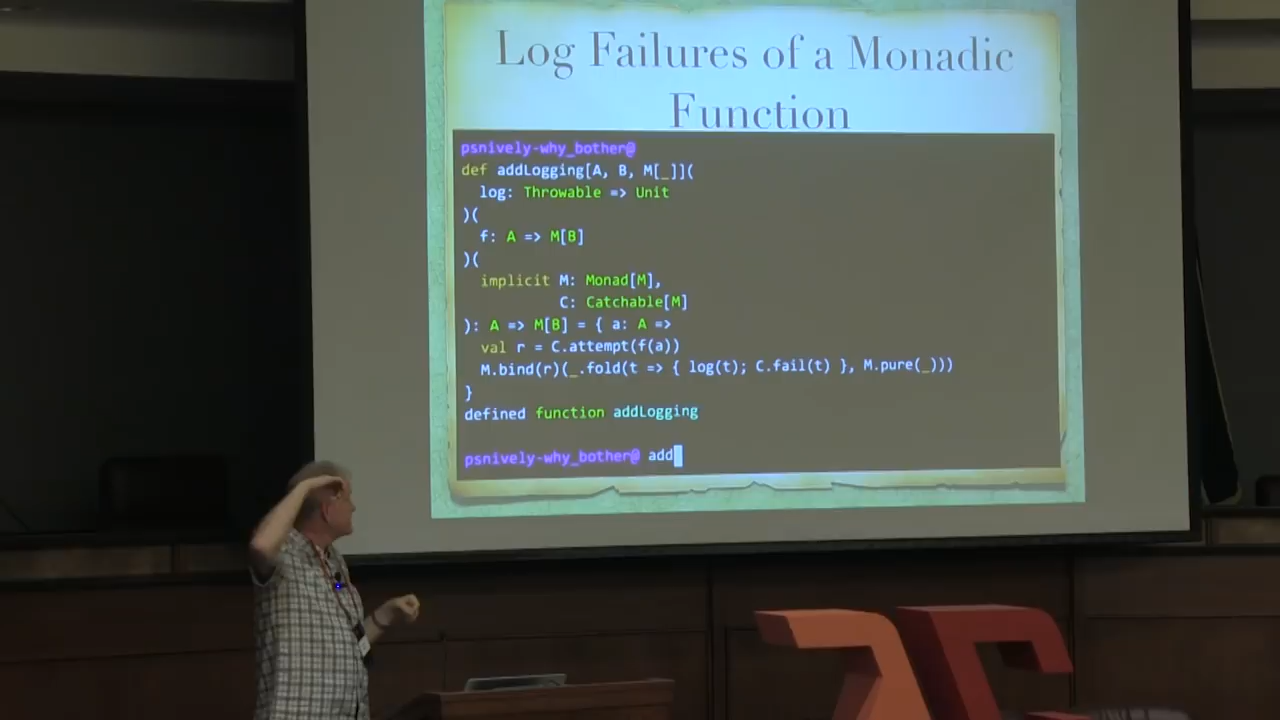 Log Failures of a Monadic
Function
psnively-why_bother@
def addLogging[A, B, M[_]](
log: Throwable => Unit
)(
f: A => M[B]
)(
implicit M: Monad[M],
C: Catchable[M]
): A => M[B] = { a: A =>
val r = C.attempt(f(a))
M.bind(r)(_.fold(t => { log(t); C.fail(t) }, M.pure(_)))
}
defined function addLogging
psnively-why_bother@ add